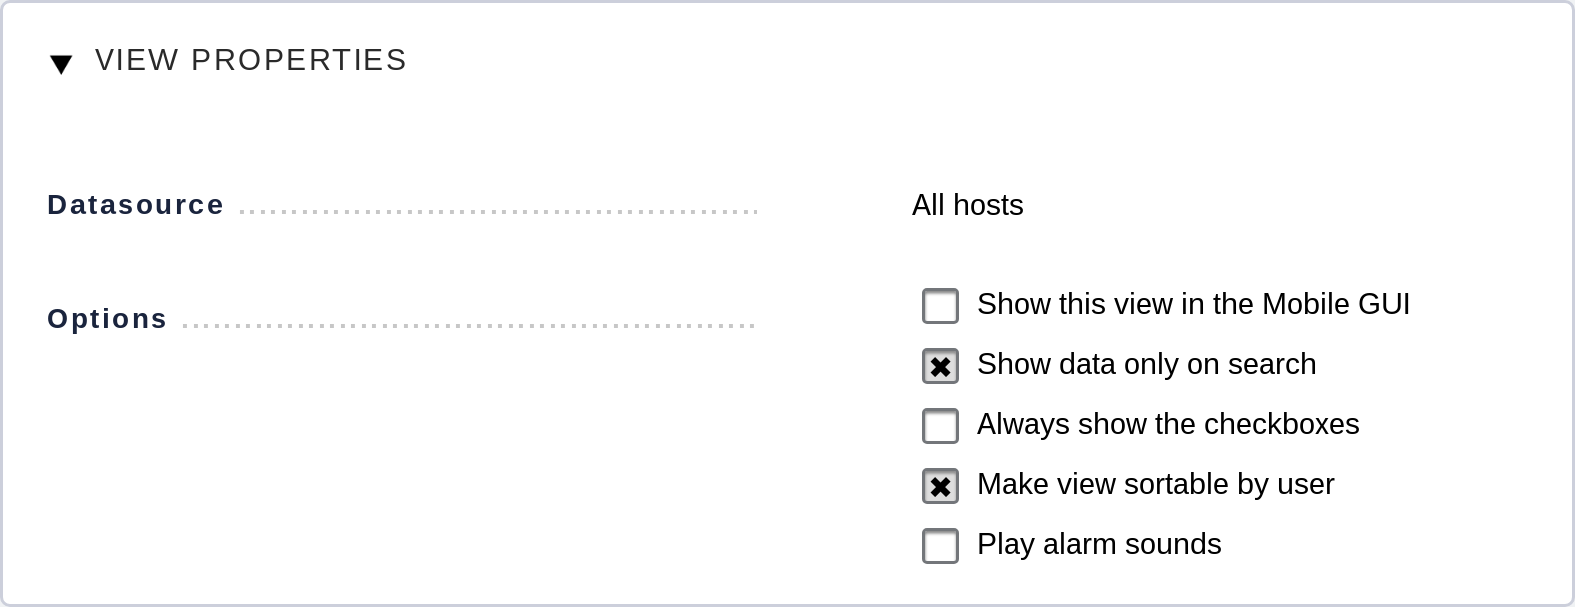 VIEW PROPERTIES
Datasource
All hosts
Options
Show this view in the Mobile GUI
Show data only on search
Always show the checkboxes
Make view sortable by user
Play alarm sounds